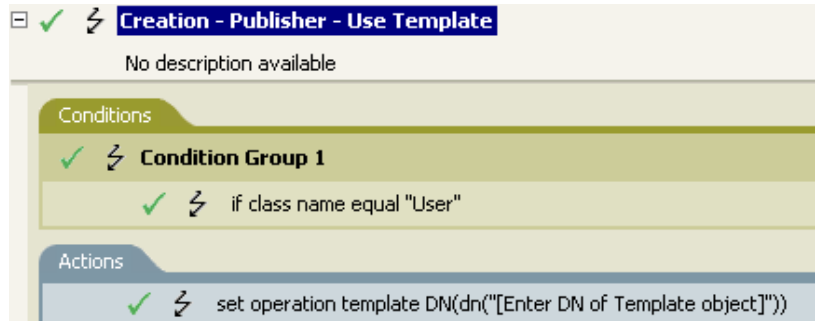 Creation - Publisher - Use Template
No description available
Conditions
Condition Group 1
if class name equal "User"
Actions
set operation template DN(dn("[Enter DN of Template object]"))